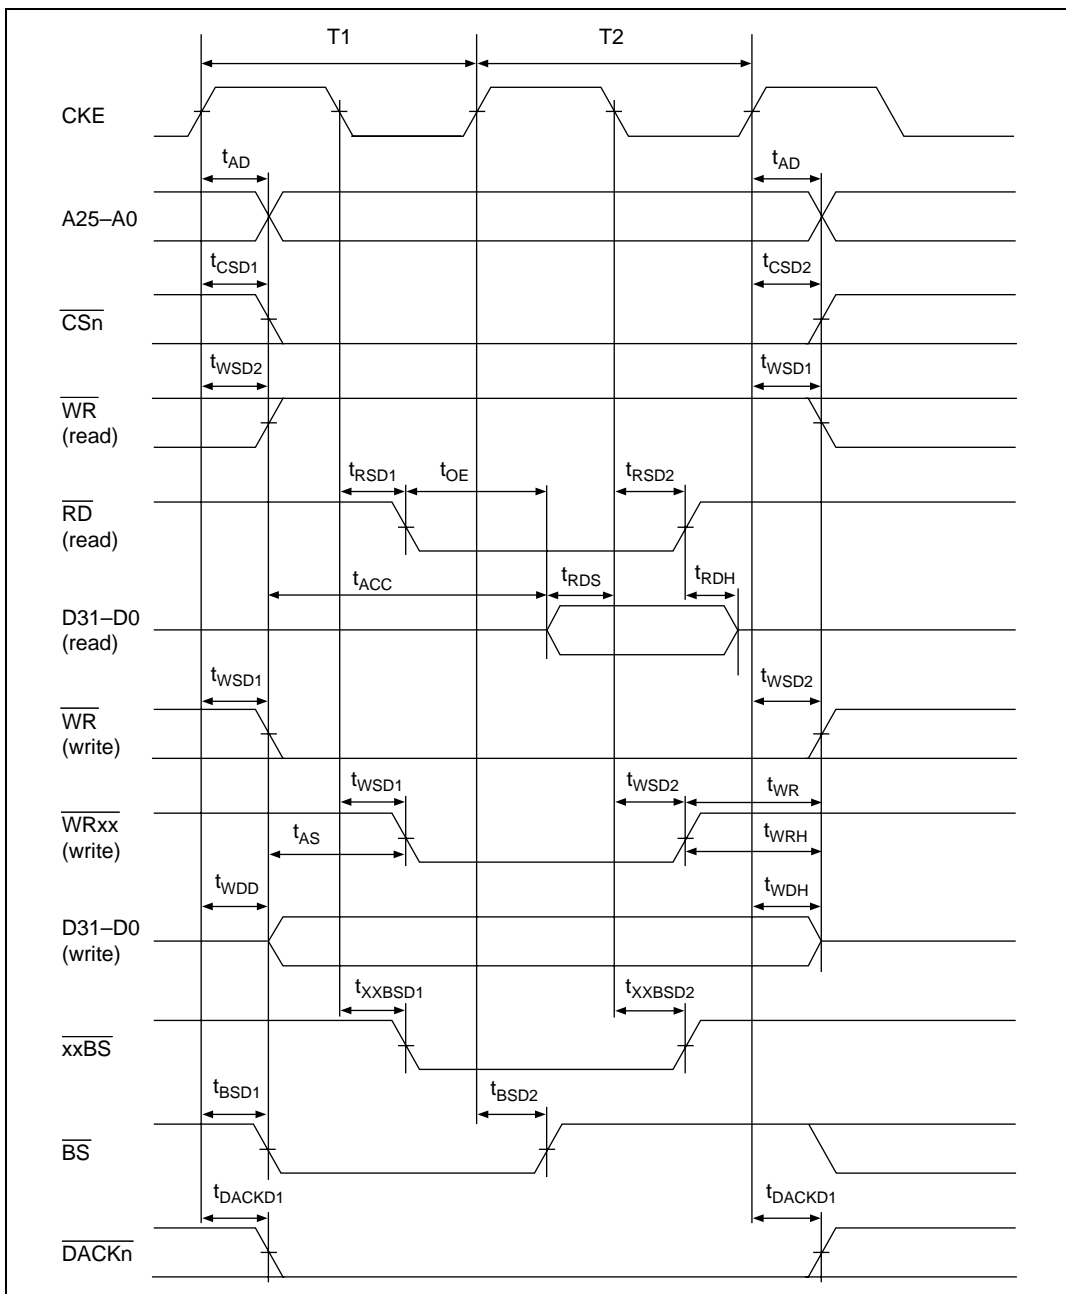 T1 T2
CKE
tAD tAD
A25–A0
tCSD1 tCSD2
CSn
tWSD2 tWSD1
WR
(read)
tRSD1 tOE tRSD2
RD
(read)
tACC tRDS tRDH
D31–D0
(read)
tWSD1 tWSD2
WR
(write)
tWSD1 tWSD2 tWR
WRxx
(write)
tAS tWRH
tWDD tWDH
D31–D0
(write)
tXXBSD1 tXXBSD2
xxBS
tBSD1 tBSD2
BS
tDACKD1 tDACKD1
DACKn